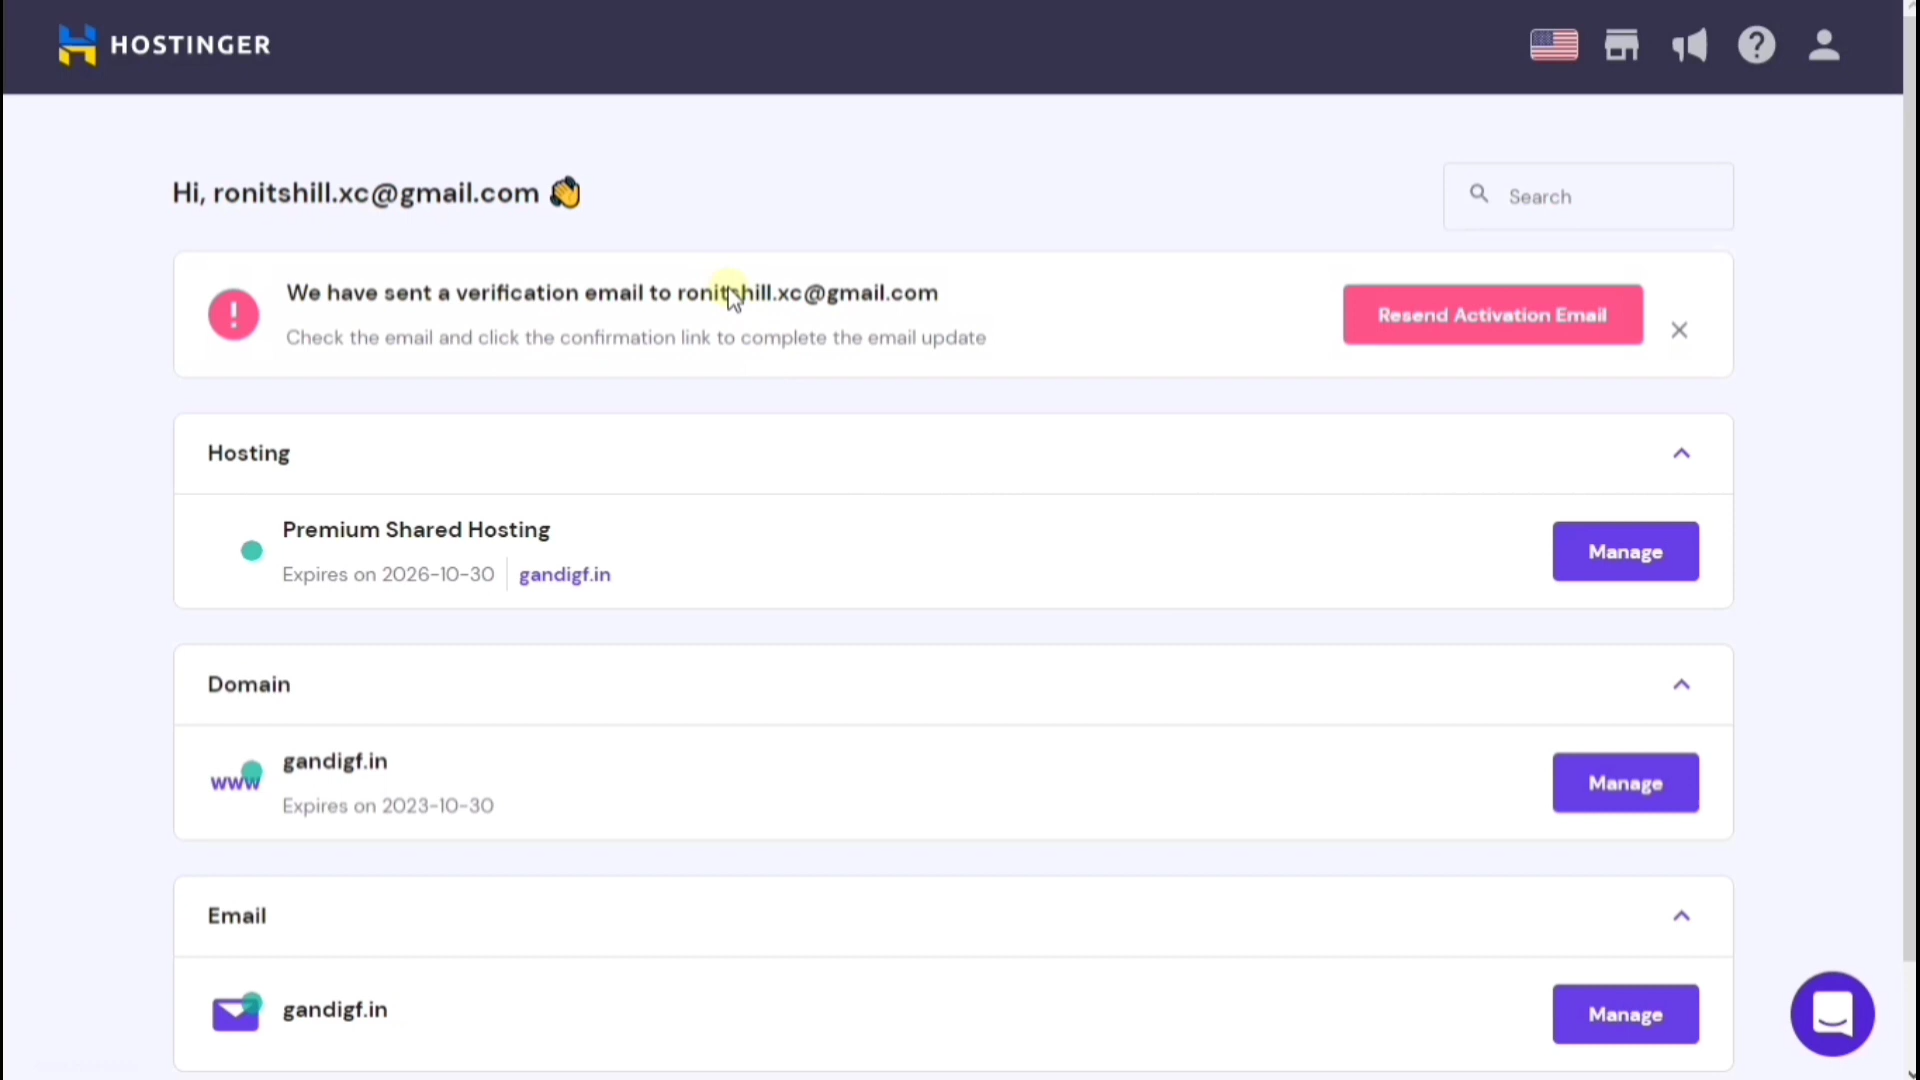 HOSTINGER
Hi, ronitshill.xc@gmail.com 👋
Search
We have sent a verification email to ronitshill.xc@gmail.com
Check the email and click the confirmation link to complete the email update
Resend Activation Email
Hosting
Premium Shared Hosting
Expires on 2026-10-30 gandigf.in
Manage
Domain
www
gandigf.in
Expires on 2023-10-30
Manage
Email
gandigf.in
Manage